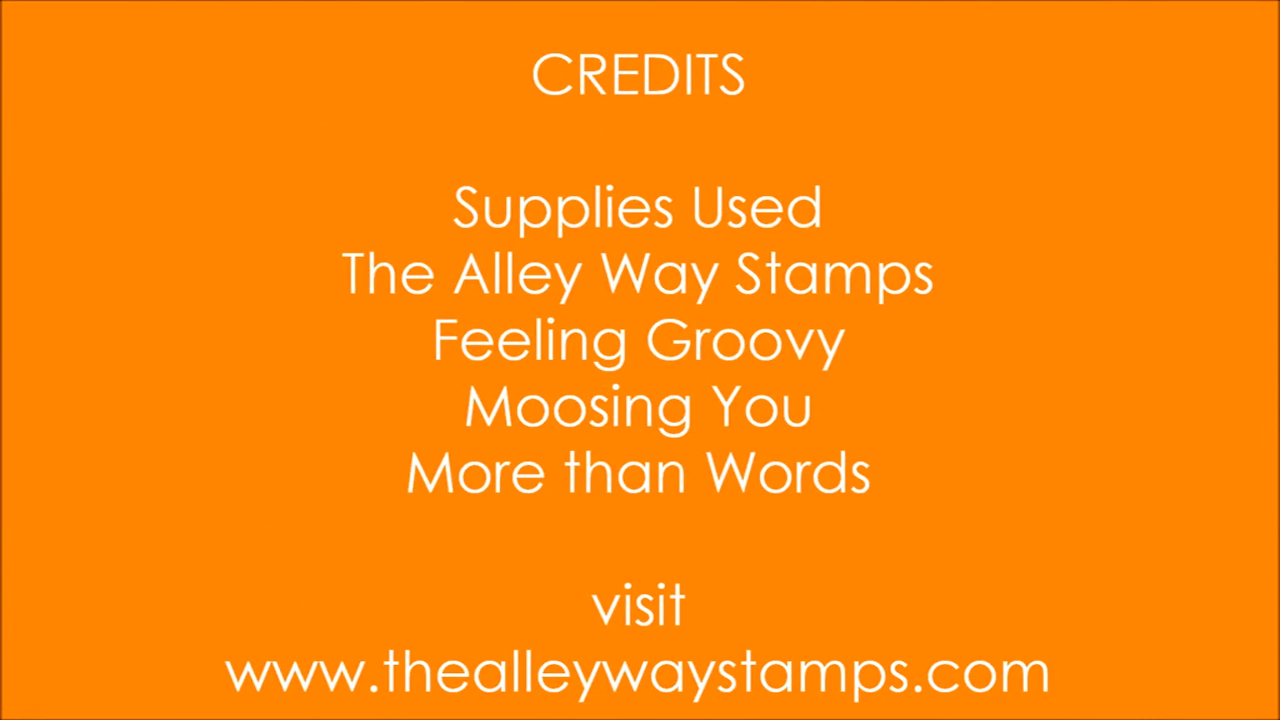 CREDITS
Supplies Used
The Alley Way Stamps
Feeling Groovy
Moosing You
More than Words
visit
www.thealleywaystamps.com